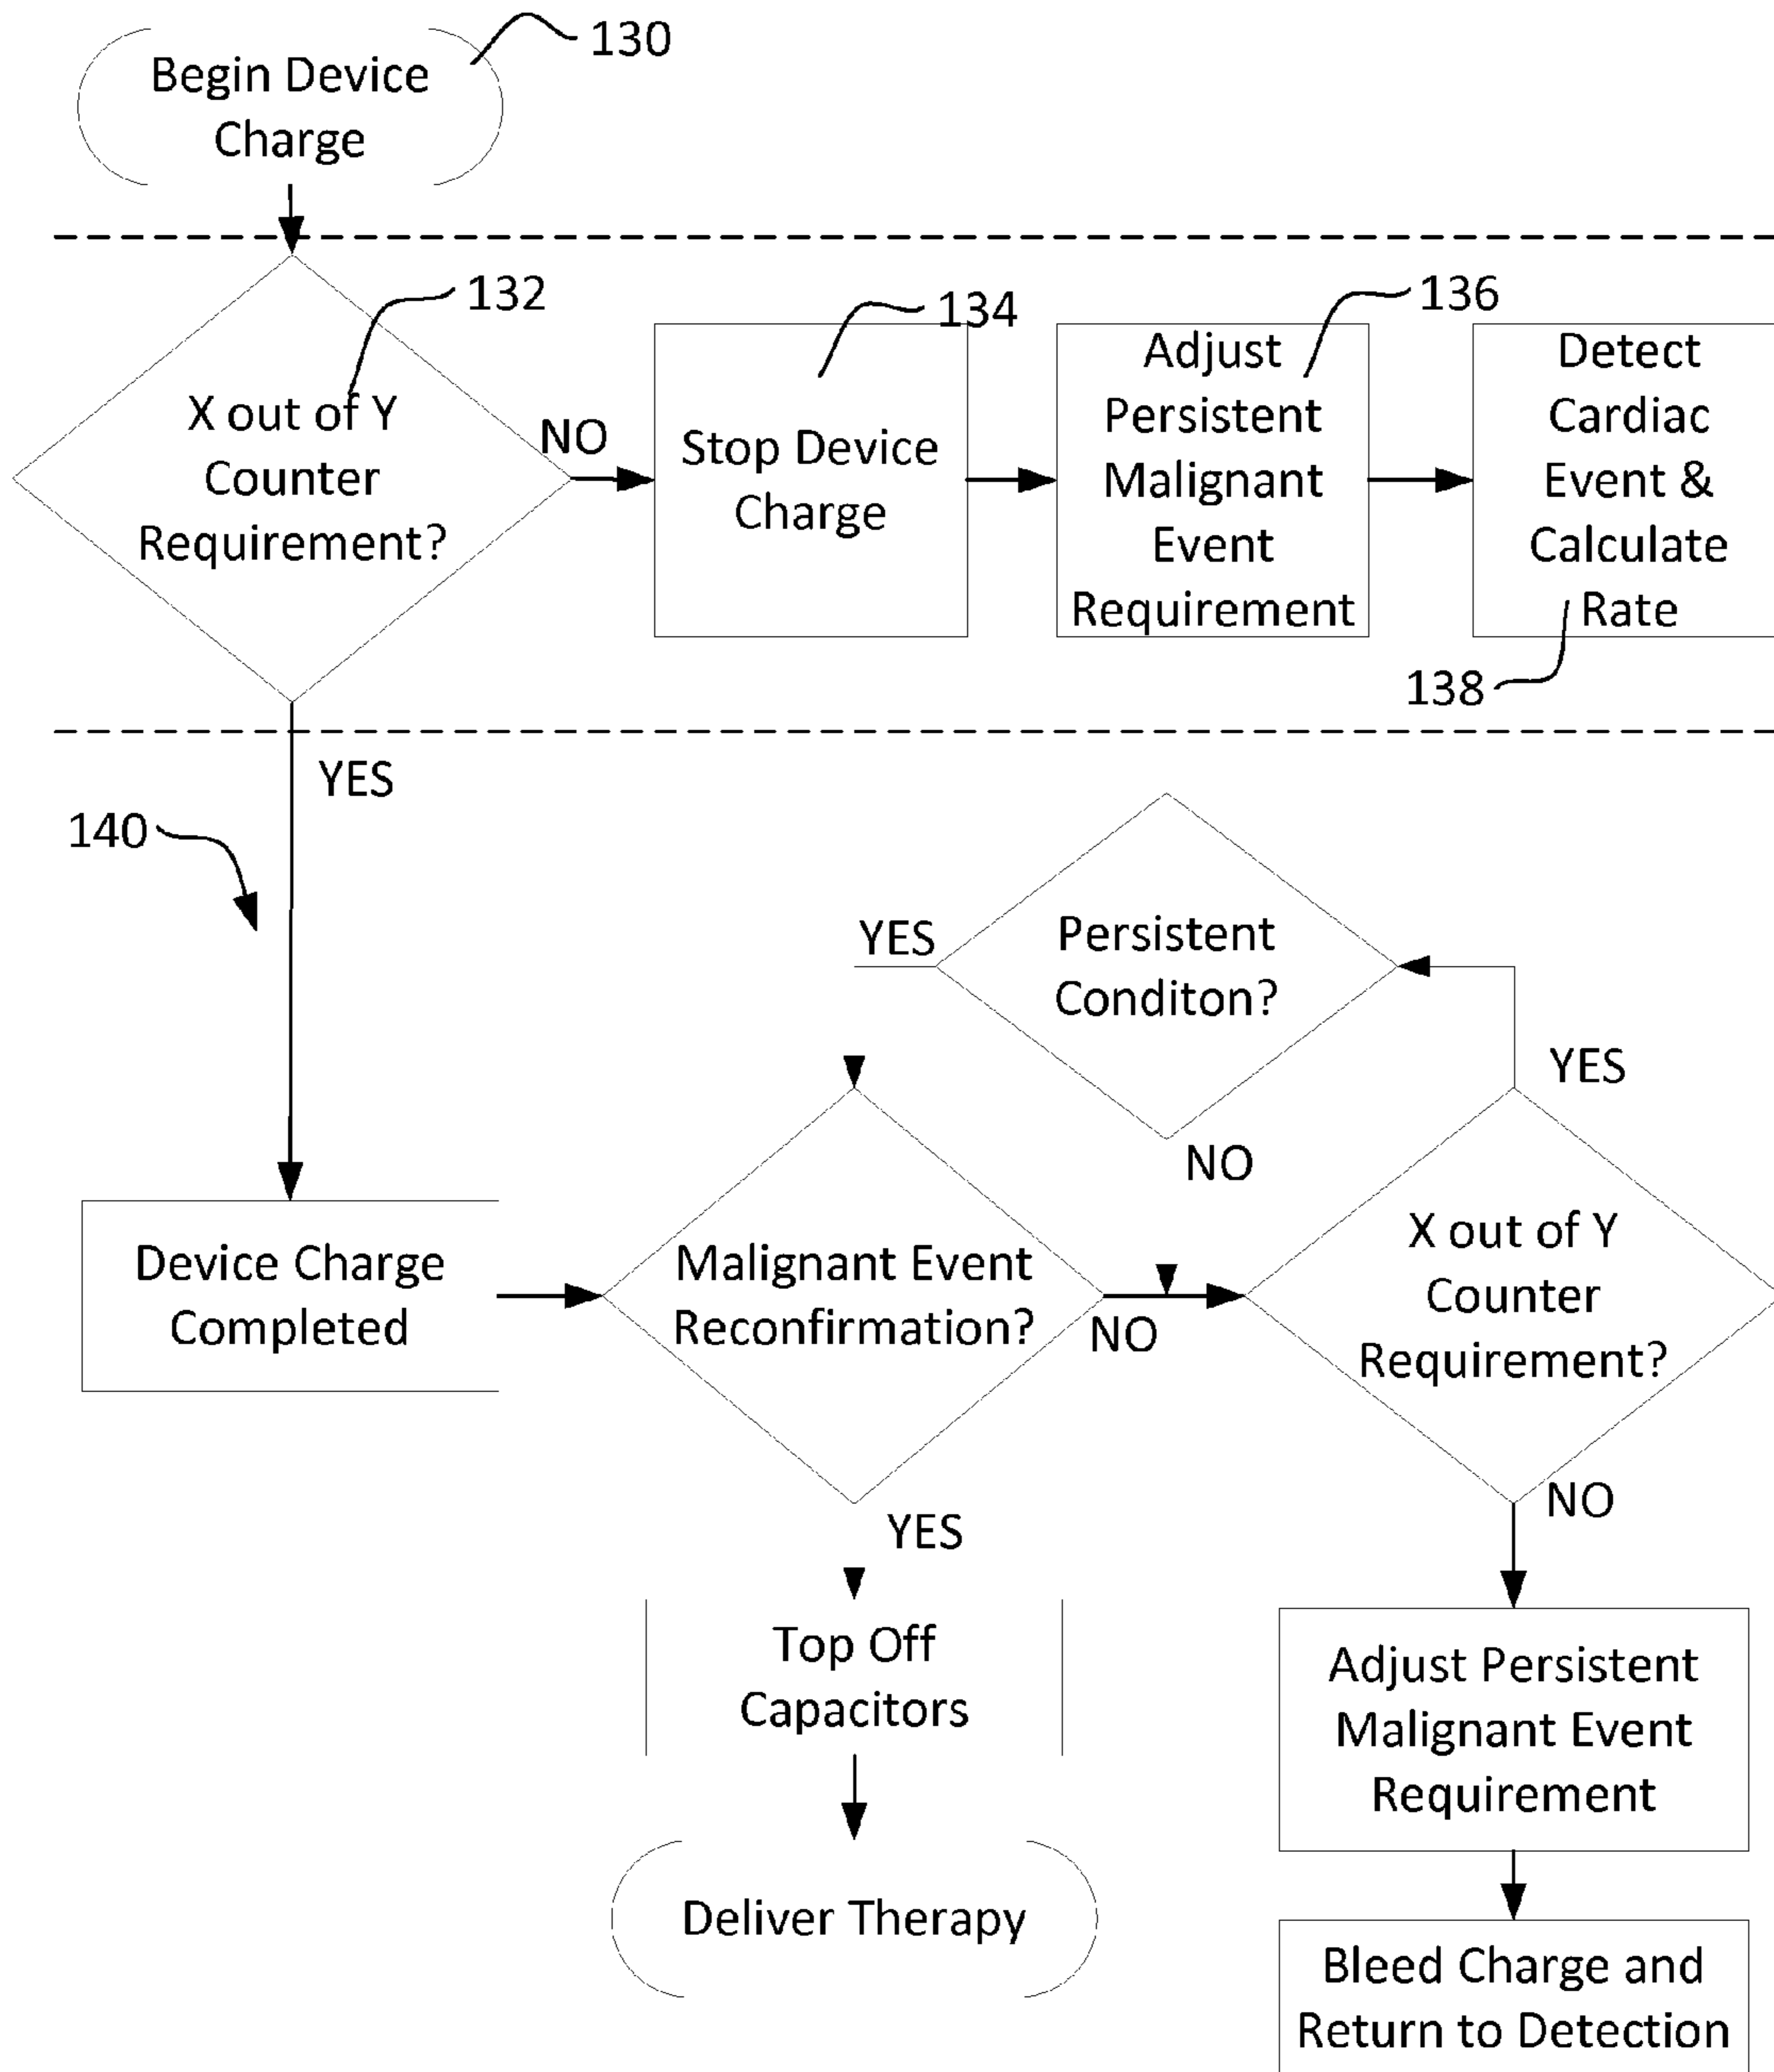 130
Begin Device
Charge
132
X out of Y
Counter
Requirement?
NO
134
Stop Device
Charge
136
Adjust
Persistent
Malignant
Event
Requirement
Detect
Cardiac
Event &
Calculate
Rate
138
YES
140
YES
Persistent
Conditon?
NO
YES
Device Charge
Completed
Malignant Event
Reconfirmation?
NO
X out of Y
Counter
Requirement?
YES
NO
Top Off
Capacitors
Deliver Therapy
Adjust Persistent
Malignant Event
Requirement
Bleed Charge and
Return to Detection